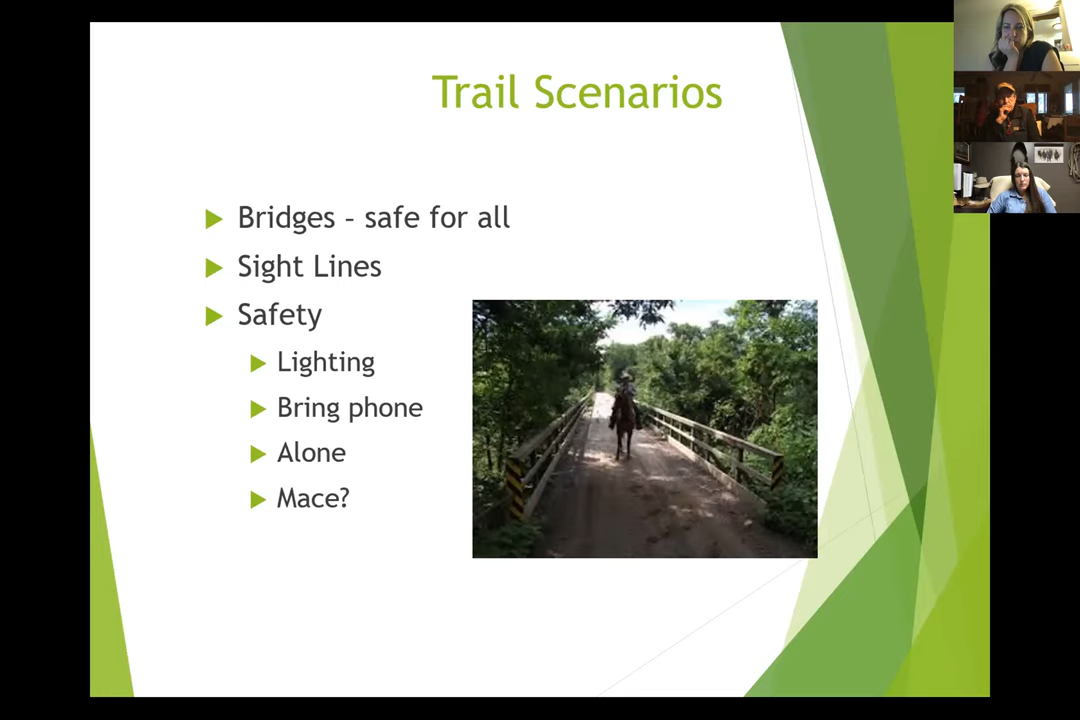 Trail Scenarios
Bridges – safe for all
Sight Lines
Safety
Lighting
Bring phone
Alone
Mace?